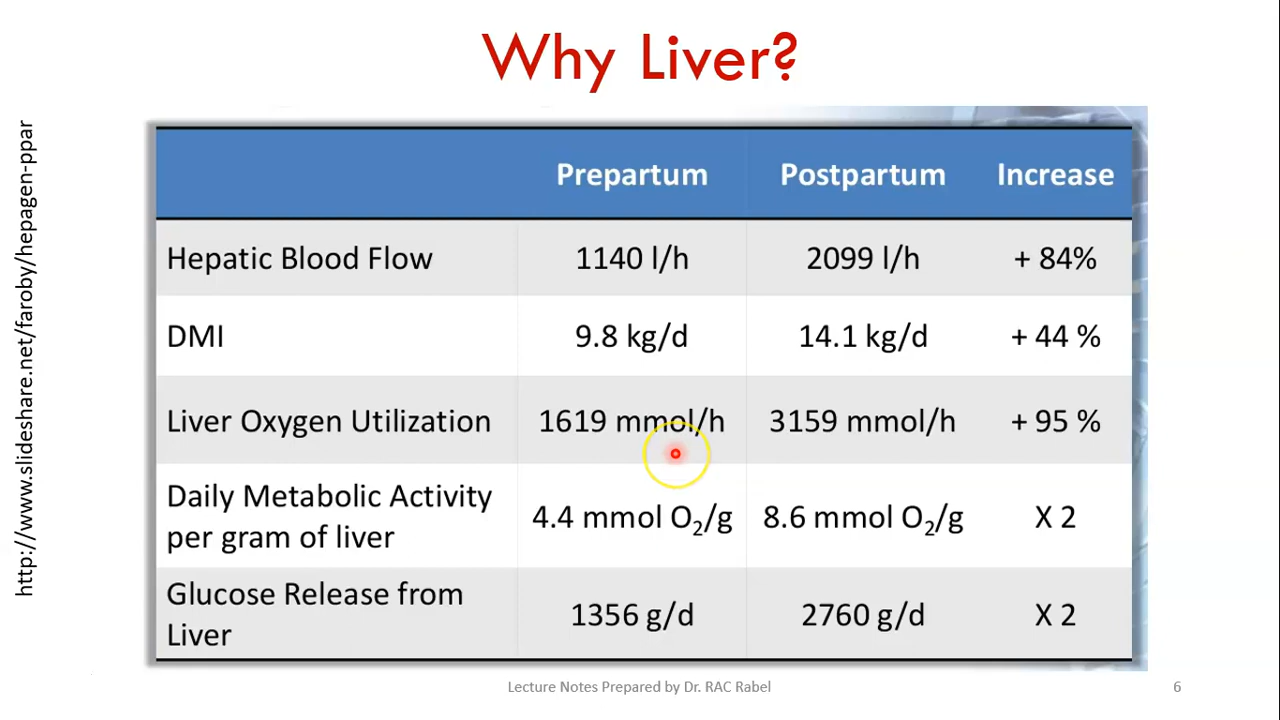 Why Liver?
http://www.slideshare.net/faroby/hepagen-ppar
Prepartum Postpartum Increase
Hepatic Blood Flow 1140 l/h 2099 l/h + 84%
DMI 9.8 kg/d 14.1 kg/d + 44 %
Liver Oxygen Utilization 1619 mmol/h 3159 mmol/h + 95 %
Daily Metabolic Activity
per gram of liver 4.4 mmol O₂/g 8.6 mmol O₂/g X 2
Glucose Release from
Liver 1356 g/d 2760 g/d X 2
Lecture Notes Prepared by Dr. RAC Rabel 6